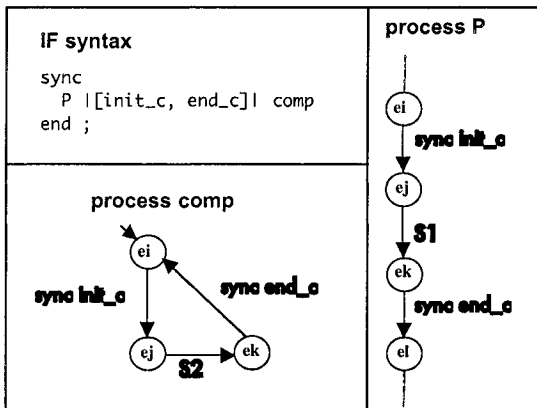 IF syntax
sync
P |[init_c, end_c]| comp
end ;
process comp
ei
sync init_c
sync end_c
ej
S2
ek
process P
ei
sync init_c
ej
S1
ek
sync end_c
el